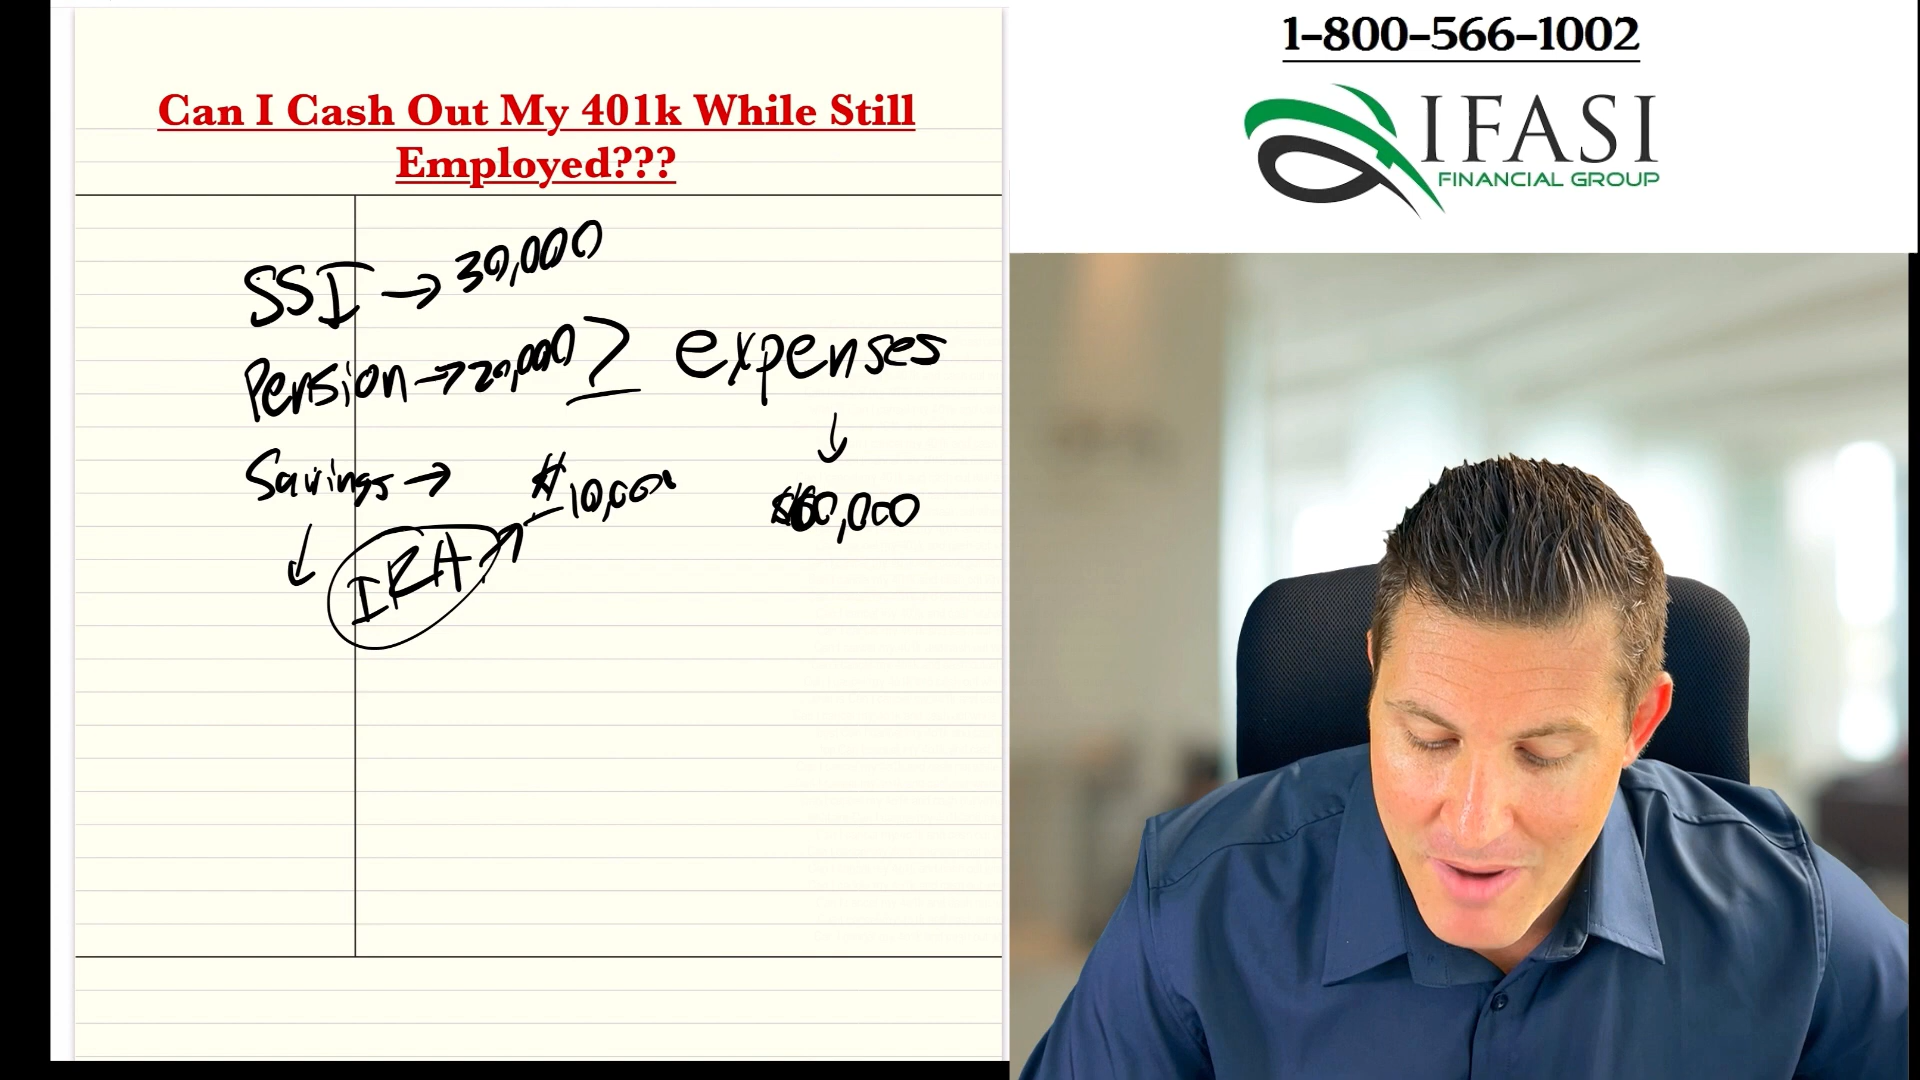 Can I Cash Out My 401k While Still
Employed???
SSI → 30,000
Pension → 20,000 ≥ expenses
Savings → $10,000
$60,000
IRA
1-800-566-1002
IFASI
FINANCIAL GROUP